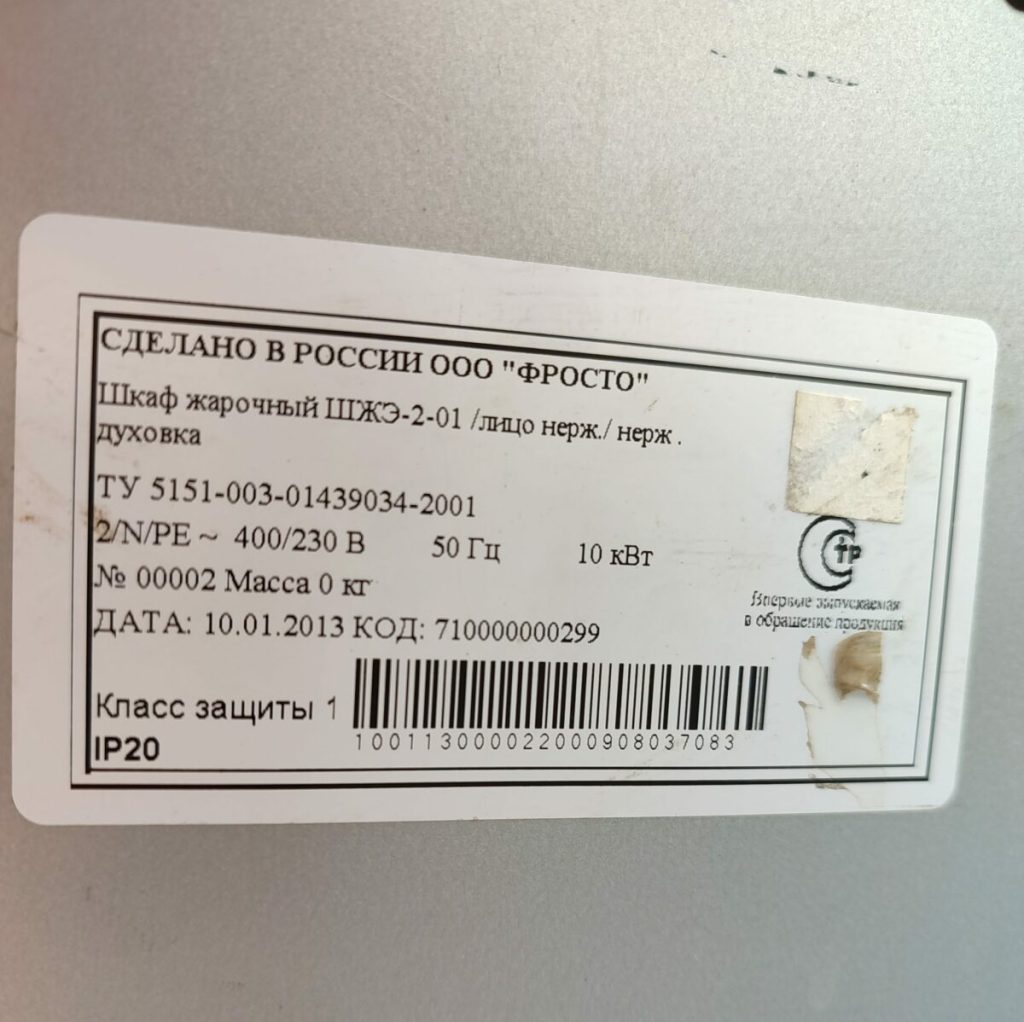 СДЕЛАНО В РОССИИ ООО "ФРОСТО"
Шкаф жарочный ШЖЭ-2-01 /лицо нерж./ нерж .
духовка
ТУ 5151-003-01439034-2001
2/N/PE ~ 400/230 В 50 Гц 10 кВт
№ 00002 Масса 0 кг
ДАТА: 10.01.2013 КОД: 710000000299
ТР
Впервые выпускаемая
в обращение продукция
Класс защиты 1
100113000022000908037083
IP20